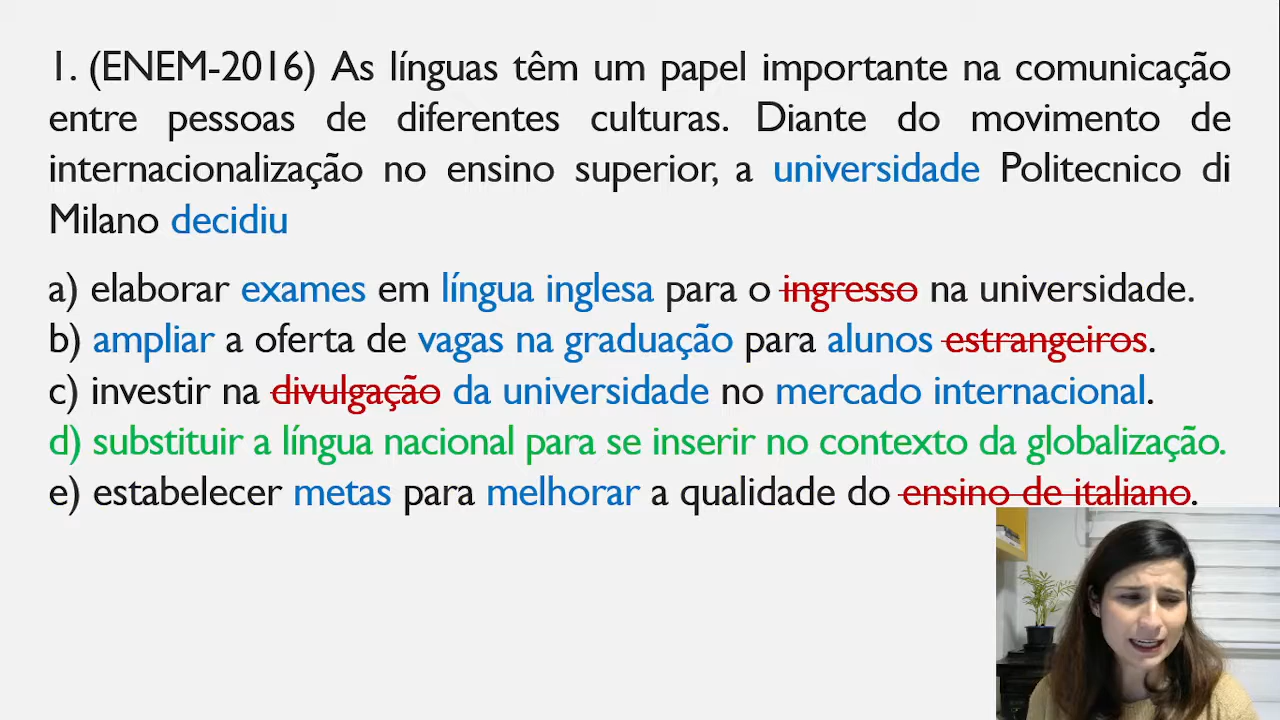 1. (ENEM-2016) As línguas têm um papel importante na comunicação
entre pessoas de diferentes culturas. Diante do movimento de
internacionalização no ensino superior, a universidade Politecnico di
Milano decidiu
a) elaborar exames em língua inglesa para o ingresso na universidade.
b) ampliar a oferta de vagas na graduação para alunos estrangeiros.
c) investir na divulgação da universidade no mercado internacional.
d) substituir a língua nacional para se inserir no contexto da globalização.
e) estabelecer metas para melhorar a qualidade do ensino de italiano.